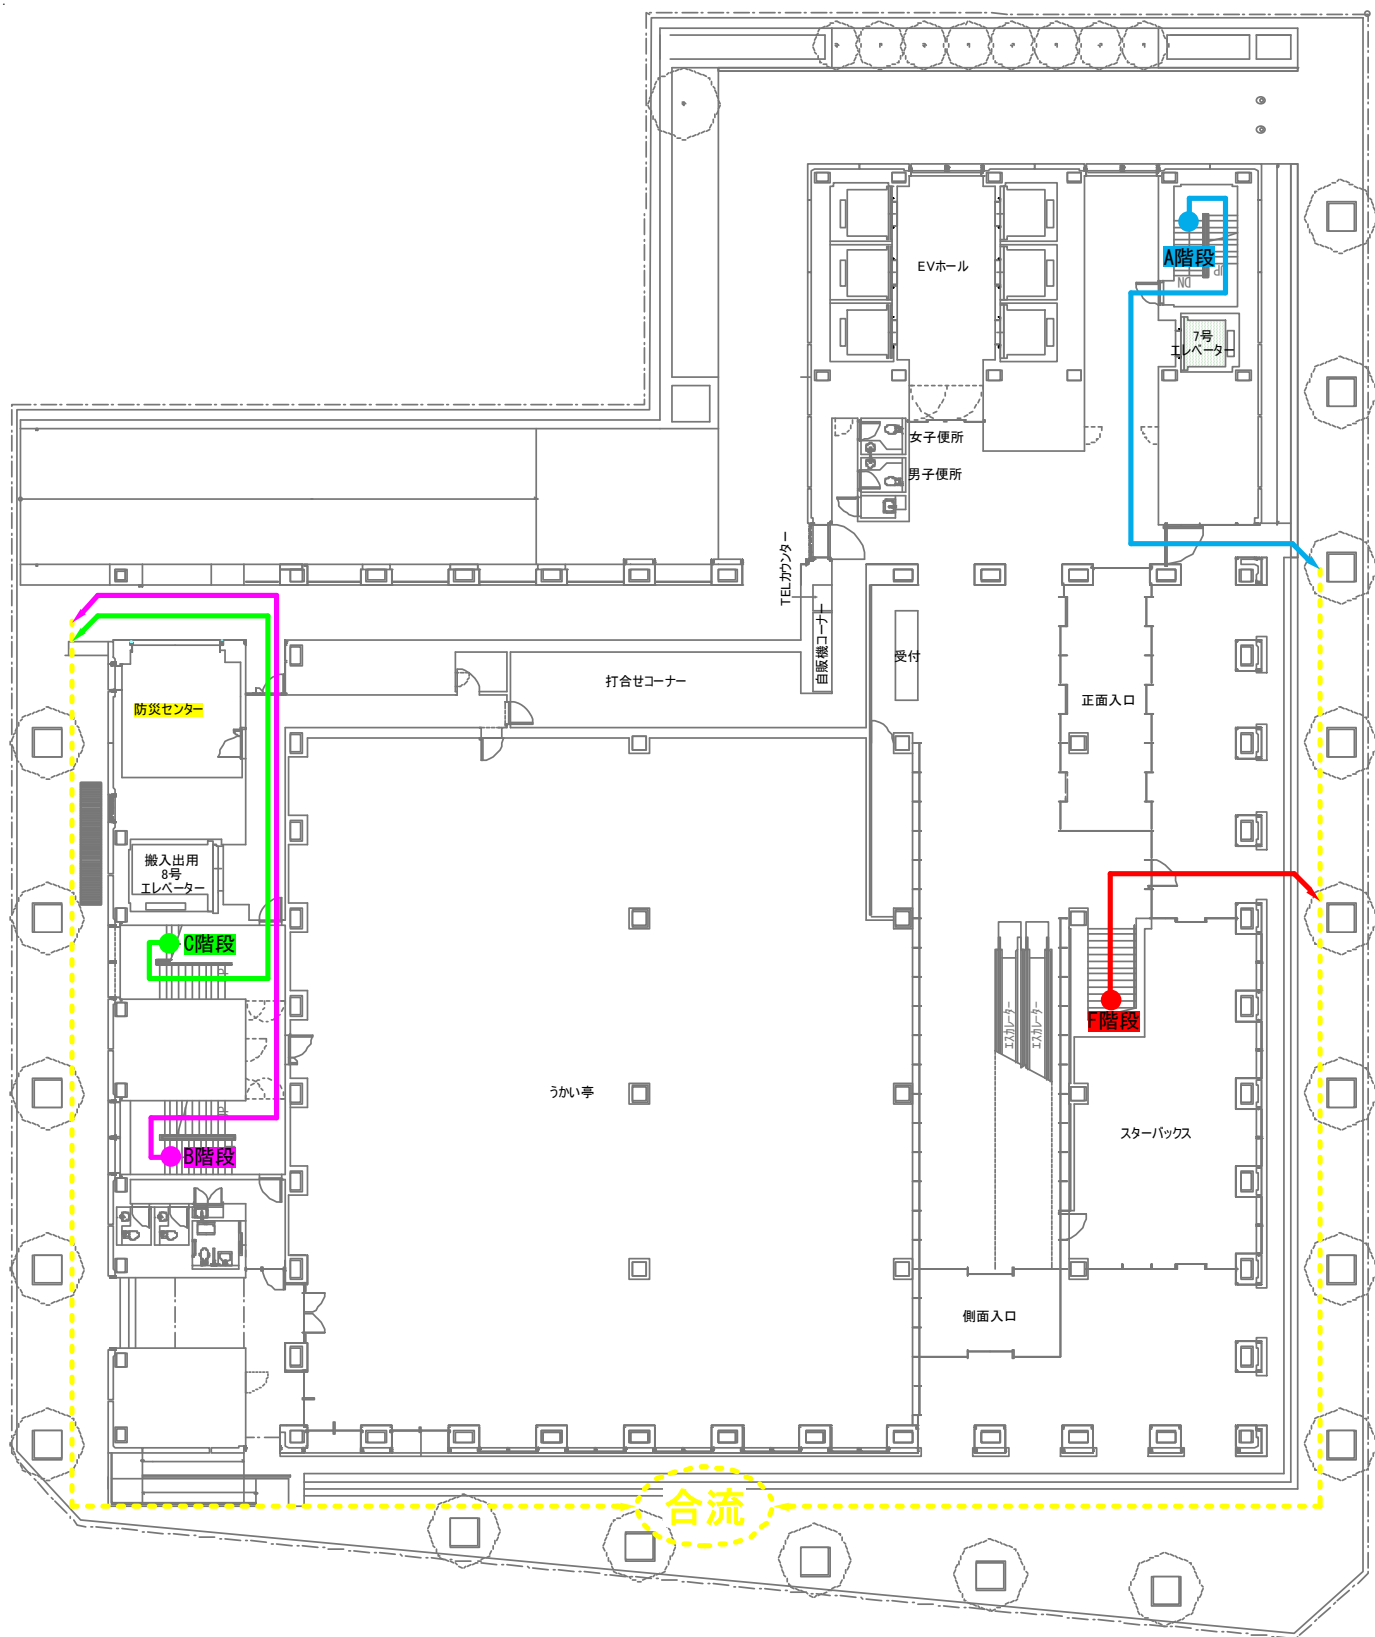 A階段
UP
DN
EVホール
7号
エレベーター
女子便所
男子便所
TELカウンター
自販機コーナー
受付
打合せコーナー
正面入口
防災センター
搬入出用
8号
エレベーター
C階段
UP
エスカレーター
エスカレーター
F階段
うかい亭
UP
B階段
スターバックス
側面入口
合流